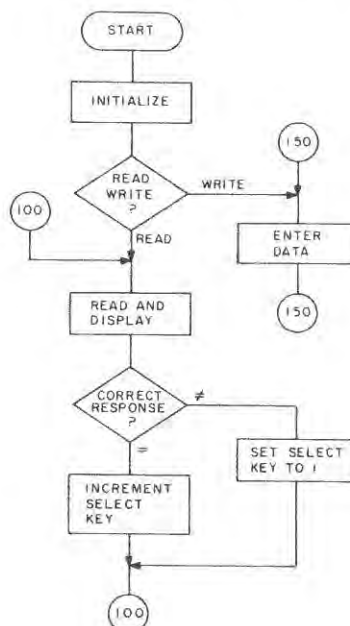 START
INITIALIZE
READ
WRITE
?
WRITE
150
100
READ
ENTER
DATA
READ AND
DISPLAY
150
CORRECT
RESPONSE
?
≠
=
SET SELECT
KEY TO 1
INCREMENT
SELECT
KEY
100